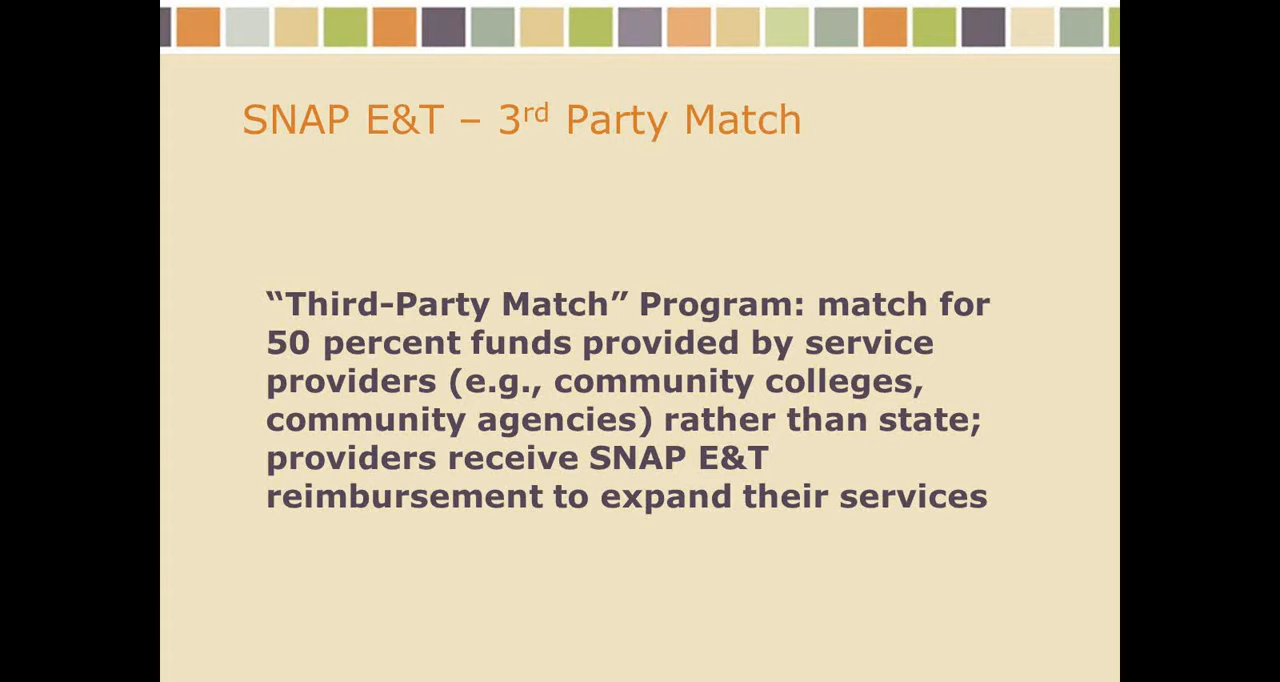 SNAP E&T – 3rd Party Match
“Third-Party Match” Program: match for
50 percent funds provided by service
providers (e.g., community colleges,
community agencies) rather than state;
providers receive SNAP E&T
reimbursement to expand their services